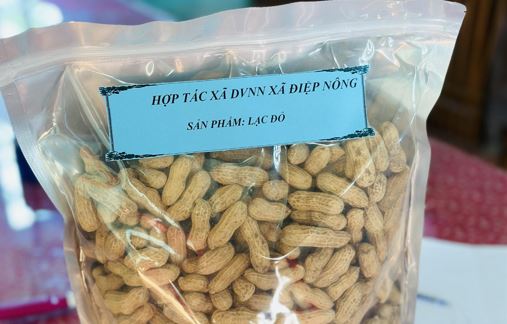 HỢP TÁC XÃ DVNN XÃ ĐIỆP NÔNG
SẢN PHẨM: LẠC ĐỎ